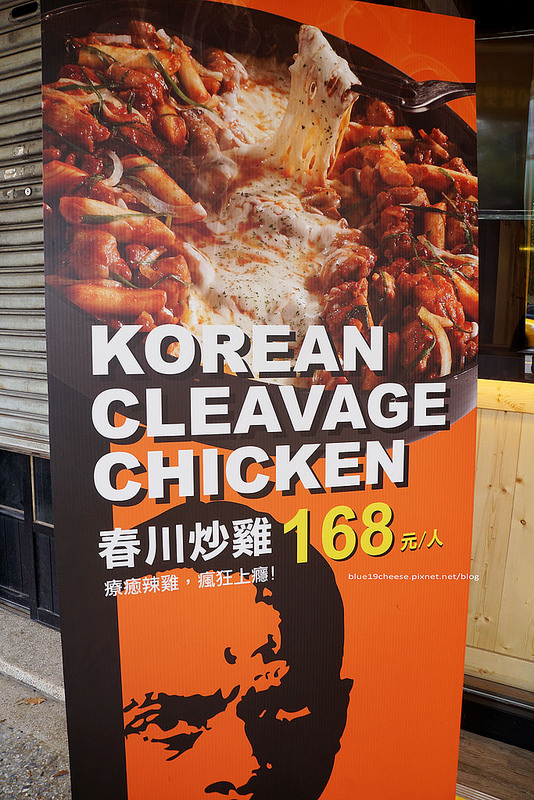 KOREAN
CLEAVAGE
CHICKEN
春川炒雞 168元/人
療癒辣雞，瘋狂上癮!
blue19cheese.pixnet.net/blog